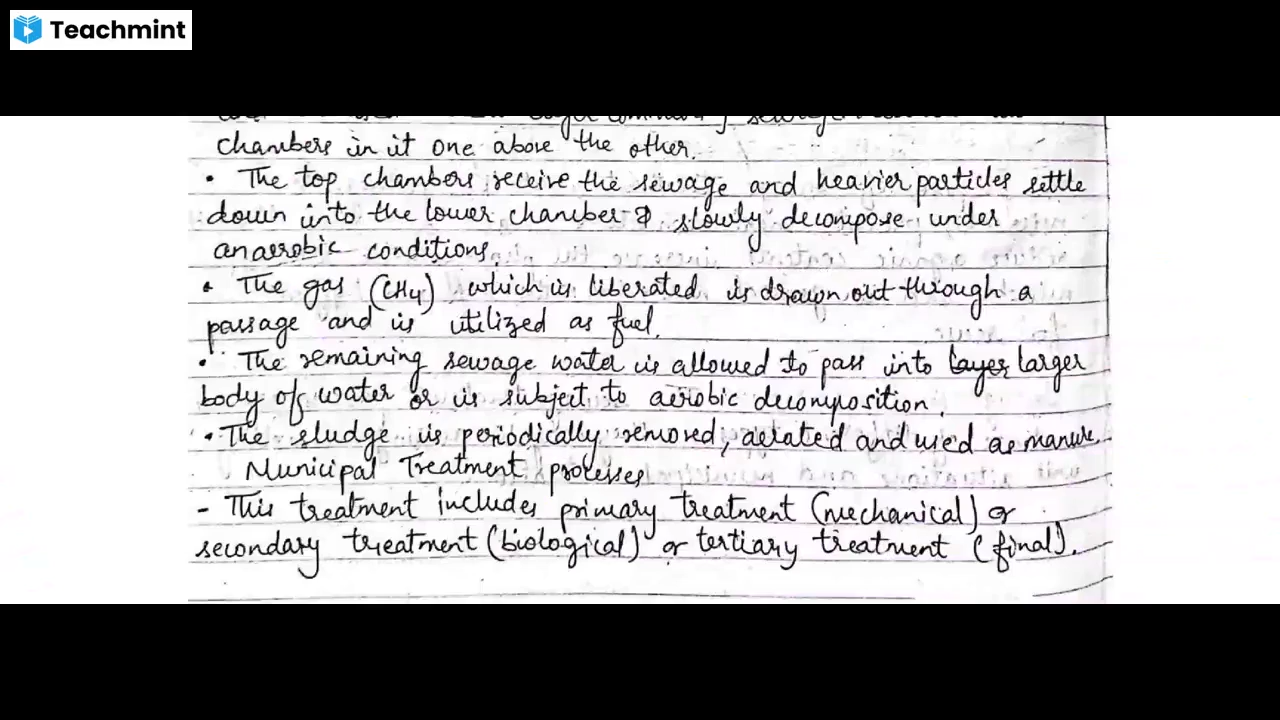 Teachmint
chambers in it one above the other.
• The top chambers receive the sewage and heavier particles settle
down into the lower chamber & slowly decompose under
anaerobic conditions.
• The gas (CH4) which is liberated is drawn out through a
passage and is utilized as fuel.
• The remaining sewage water is allowed to pass into layer larger
body of water or is subject to aerobic decomposition.
• The sludge is periodically removed, aerated and used as manure.
Municipal Treatment processes
- This treatment includes primary treatment (mechanical) or
secondary treatment (biological) or tertiary treatment (final).